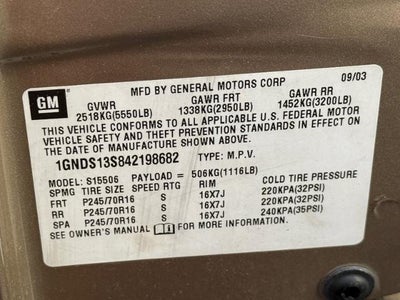 GM
MFD BY GENERAL MOTORS CORP 09/03
GVWR GAWR FRT GAWR RR
2518KG(5550LB) 1338KG(2950LB) 1452KG(3200LB)
THIS VEHICLE CONFORMS TO ALL APPLICABLE U.S. FEDERAL MOTOR
VEHICLE SAFETY AND THEFT PREVENTION STANDARDS IN EFFECT ON
THE DATE OF MANUFACTURE SHOWN ABOVE.
1GNDS13S842198682 TYPE: M.P.V.
MODEL: S15506 PAYLOAD = 506KG(1116LB)
SPMG TIRE SIZE SPEED RTG RIM COLD TIRE PRESSURE
FRT P245/70R16 S 16X7J 220KPA(32PSI)
RR P245/70R16 S 16X7J 220KPA(32PSI)
SPA P245/70R16 S 16X7J 240KPA(35PSI)
SEE OWNER'S MANUAL FOR MORE INFORMATION.